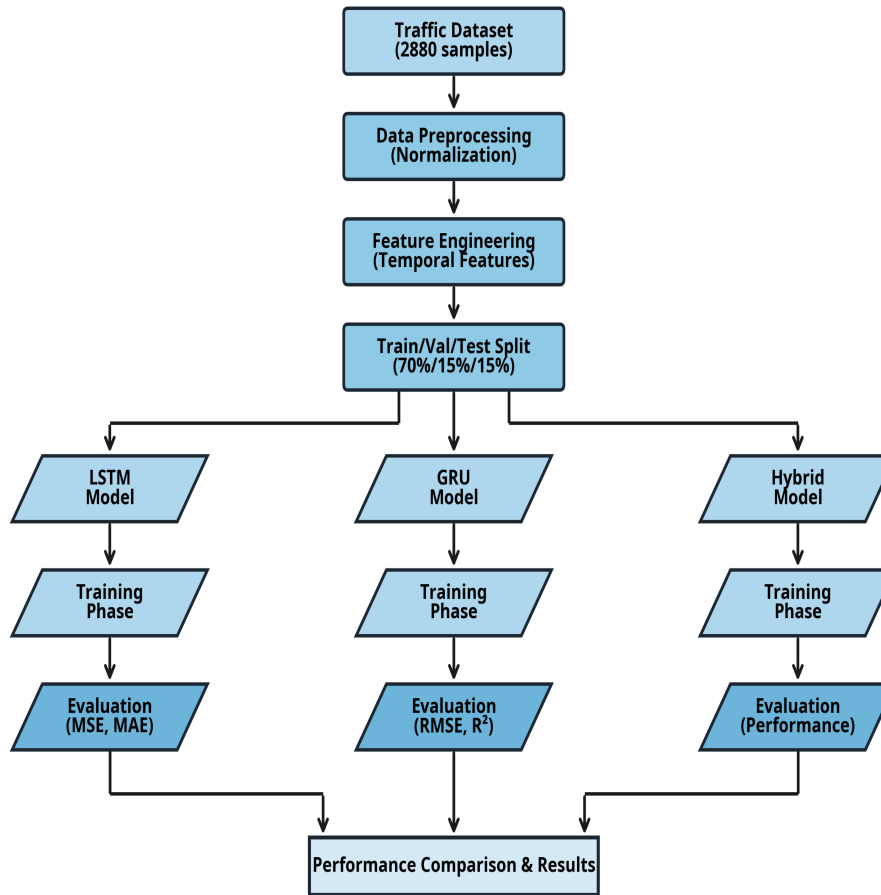 Traffic Dataset
(2880 samples)
Data Preprocessing
(Normalization)
Feature Engineering
(Temporal Features)
Train/Val/Test Split
(70%/15%/15%)
LSTM
Model
GRU
Model
Hybrid
Model
Training
Phase
Training
Phase
Training
Phase
Evaluation
(MSE, MAE)
Evaluation
(RMSE, R²)
Evaluation
(Performance)
Performance Comparison & Results